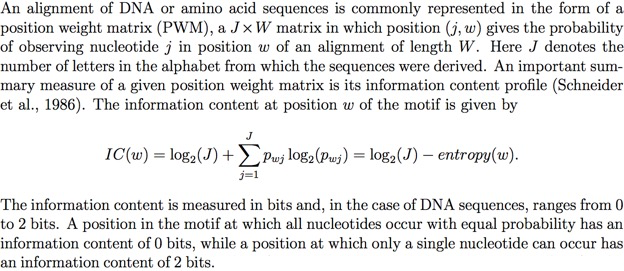 An alignment of DNA or amino acid sequences is commonly represented in the form of a
position weight matrix (PWM), a J × W matrix in which position (j, w) gives the probability
of observing nucleotide j in position w of an alignment of length W. Here J denotes the
number of letters in the alphabet from which the sequences were derived. An important sum-
mary measure of a given position weight matrix is its information content profile (Schneider
et al., 1986). The information content at position w of the motif is given by
IC(w) = log₂(J) + ∑_{j=1}^{J} p_{wj} log₂(p_{wj}) = log₂(J) − entropy(w).
The information content is measured in bits and, in the case of DNA sequences, ranges from 0
to 2 bits. A position in the motif at which all nucleotides occur with equal probability has an
information content of 0 bits, while a position at which only a single nucleotide can occur has
an information content of 2 bits.